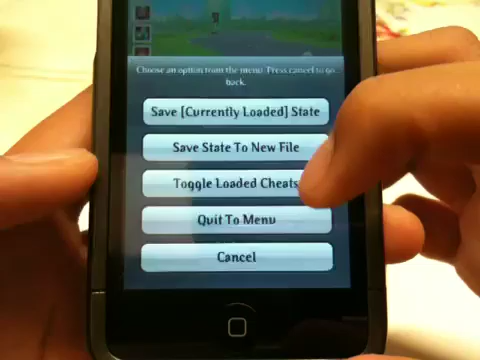 Choose an option from the menu. Press cancel to go
back.
Save [Currently Loaded] State
Save State To New File
Toggle Loaded Cheats
Quit To Menu
Cancel